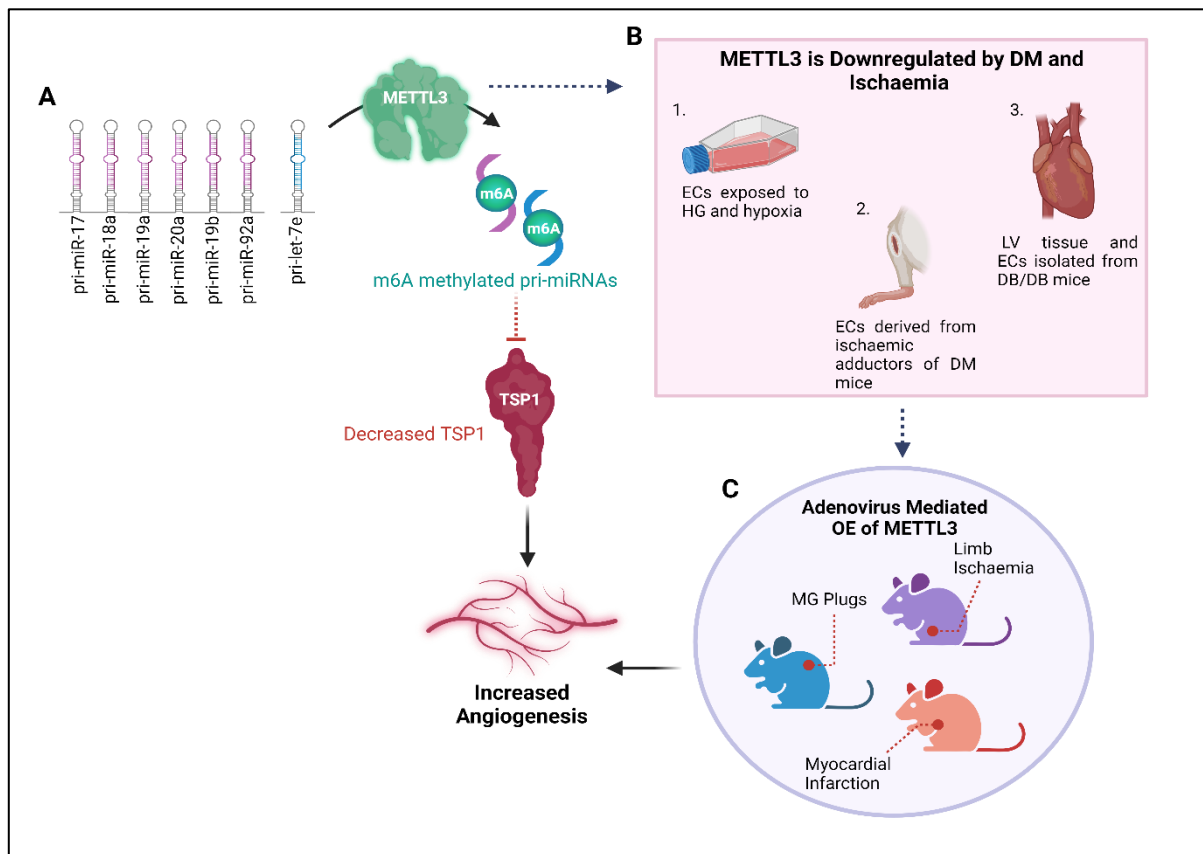 A
pri-miR-17
pri-miR-18a
pri-miR-19a
pri-miR-20a
pri-miR-19b
pri-miR-92a
pri-let-7e
METTL3
m6A
m6A
m6A methylated pri-miRNAs
TSP1
Decreased TSP1
Increased
Angiogenesis
B
METTL3 is Downregulated by DM and
Ischaemia
1.
ECs exposed to
HG and hypoxia
2.
ECs derived from
ischaemic
adductors of DM
mice
3.
LV tissue and
ECs isolated from
DB/DB mice
C
Adenovirus Mediated
OE of METTL3
Limb
Ischaemia
MG Plugs
Myocardial
Infarction